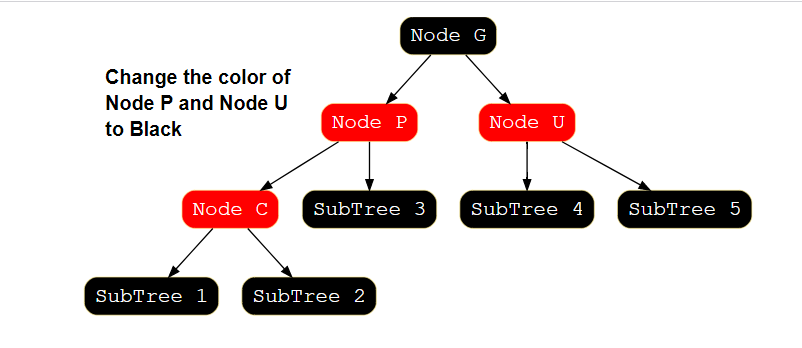 Node G
Change the color of
Node P and Node U
to Black
Node P
Node U
Node C
SubTree 3
SubTree 4
SubTree 5
SubTree 1
SubTree 2